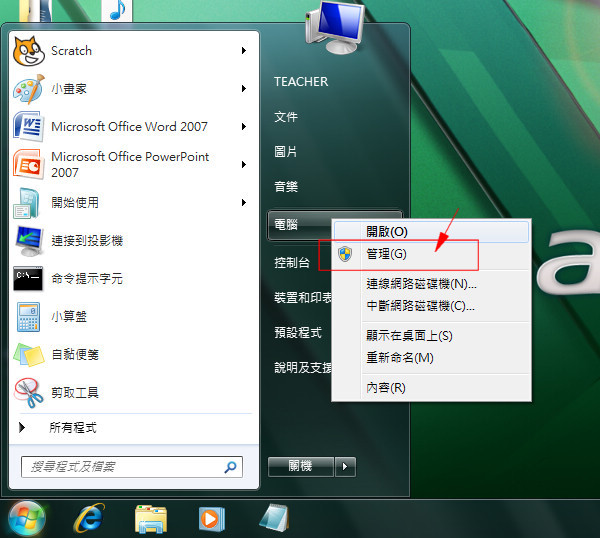 Scratch
小畫家
Microsoft Office Word 2007
Microsoft Office PowerPoint
2007
開始使用
連接到投影機
命令提示字元
小算盤
自黏便箋
剪取工具
所有程式
搜尋程式及檔案
TEACHER
文件
圖片
音樂
電腦
控制台
裝置和印表
預設程式
說明及支援
關機
開啟(O)
管理(G)
連線網路磁碟機(N)...
中斷網路磁碟機(C)...
顯示在桌面上(S)
重新命名(M)
內容(R)
a